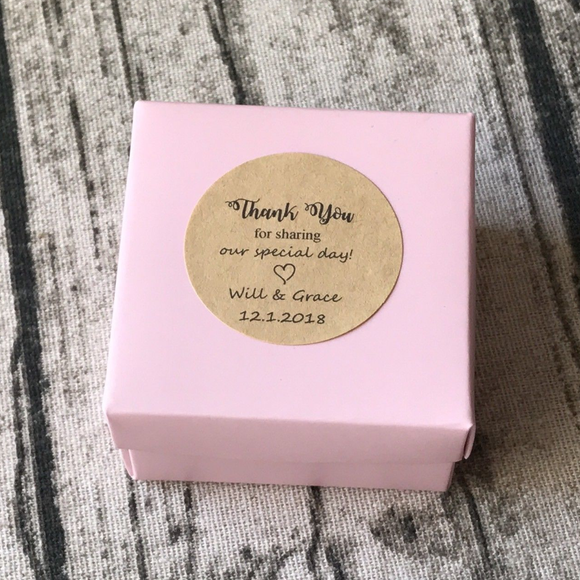 Thank You
for sharing
our special day!
Will & Grace
12.1.2018